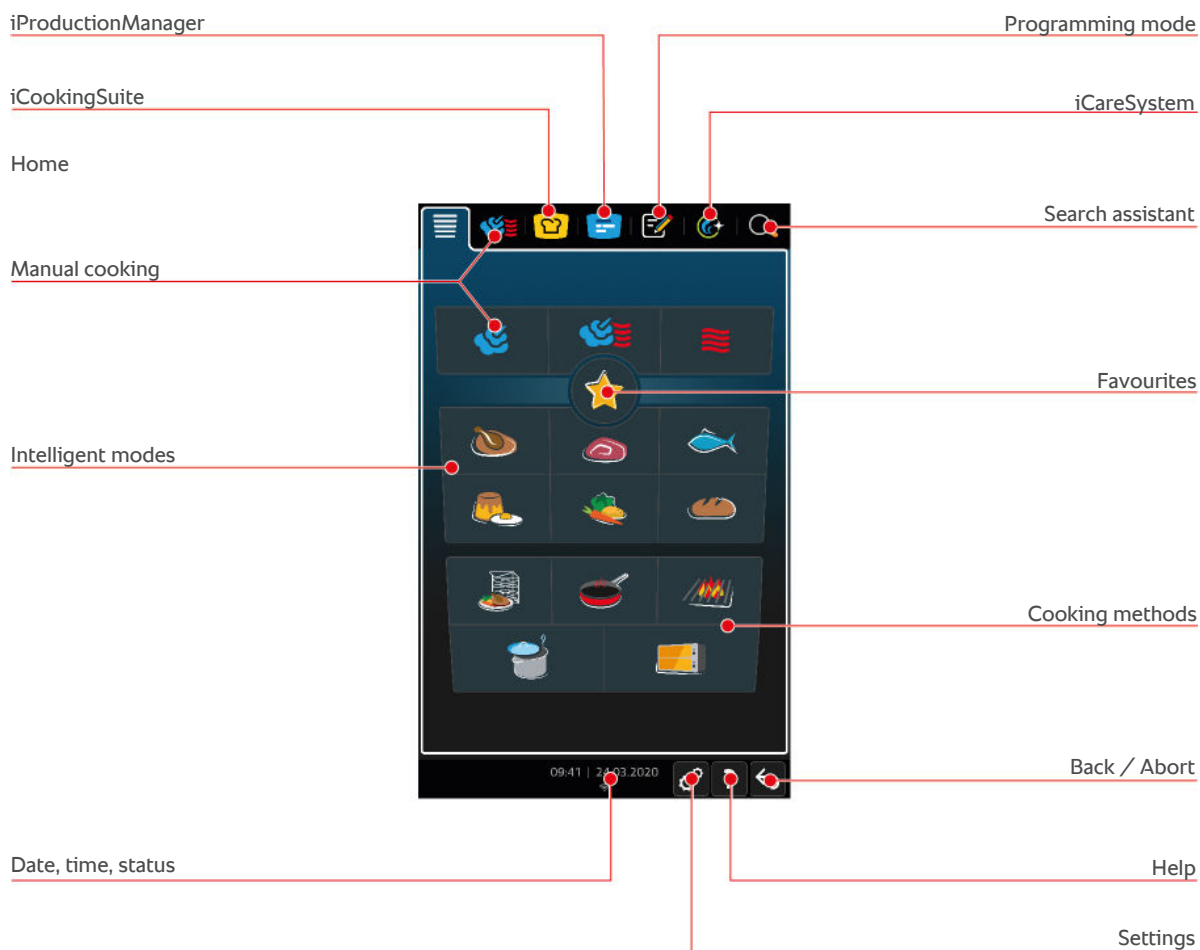 iProductionManager
Programming mode
iCookingSuite
iCareSystem
Home
Search assistant
Manual cooking
Favourites
Intelligent modes
Cooking methods
09:41 | 24.03.2020
Back / Abort
Date, time, status
Help
Settings